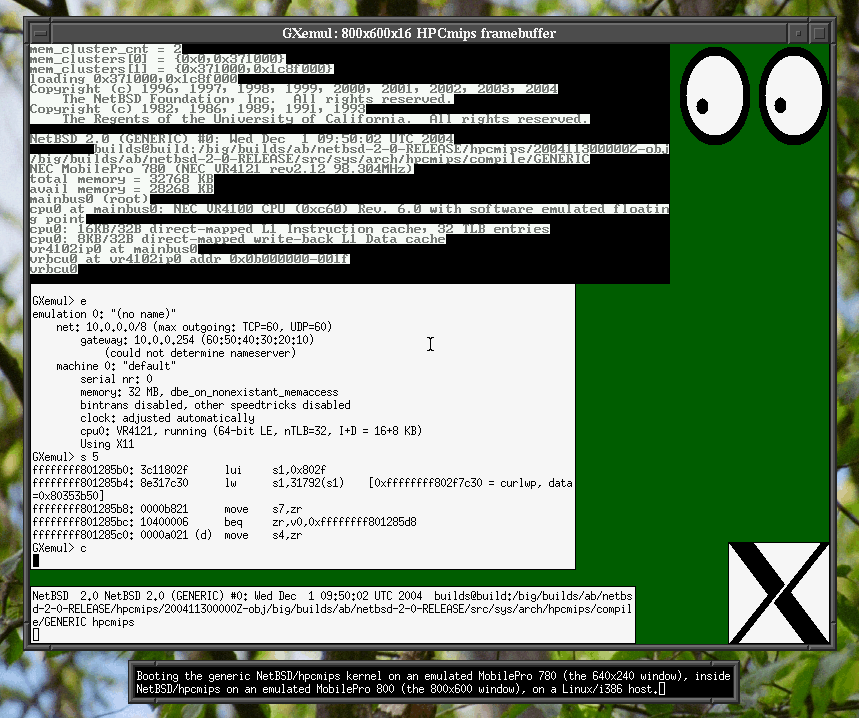 GXemul: 800x600x16 HPCmips framebuffer
mem_cluster_cnt = 2
mem_clusters[0] = {0x0,0x371000}
mem_clusters[1] = {0x371000,0x1c8f000}
loading 0x371000,0x1c8f000
Copyright (c) 1996, 1997, 1998, 1999, 2000, 2001, 2002, 2003, 2004
The NetBSD Foundation, Inc.  All rights reserved.
Copyright (c) 1982, 1986, 1989, 1991, 1993
The Regents of the University of California.  All rights reserved.
NetBSD 2.0 (GENERIC) #0: Wed Dec  1 09:50:02 UTC 2004
builds@build:/big/builds/ab/netbsd-2-0-RELEASE/hpcmips/200411300000Z-obj
/big/builds/ab/netbsd-2-0-RELEASE/src/sys/arch/hpcmips/compile/GENERIC
NEC MobilePro 780 (NEC VR4121 rev2.12 98.304MHz)
total memory = 32768 KB
avail memory = 28268 KB
mainbus0 (root)
cpu0 at mainbus0: NEC VR4100 CPU (0xc60) Rev. 6.0 with software emulated floatin
g point
cpu0: 16KB/32B direct-mapped L1 Instruction cache, 32 TLB entries
cpu0: 8KB/32B direct-mapped write-back L1 Data cache
vr4102ip0 at mainbus0
vrbcu0 at vr4102ip0 addr 0x0b000000-001f
vrbcu0
GXemul> e
emulation 0: "(no name)"
net: 10.0.0.0/8 (max outgoing: TCP=60, UDP=60)
gateway: 10.0.0.254 (60:50:40:30:20:10)
(could not determine nameserver)
machine 0: "default"
serial nr: 0
memory: 32 MB, dbe_on_nonexistant_memaccess
bintrans disabled, other speedtricks disabled
clock: adjusted automatically
cpu0: VR4121, running (64-bit LE, nTLB=32, I+D = 16+8 KB)
Using X11
GXemul> s 5
ffffffff801285b0: 3c11802f      lui     s1,0x802f
ffffffff801285b4: 8e317c30      lw      s1,31792(s1)    [0xffffffff802f7c30 = curlwp, data
=0x80353b50]
ffffffff801285b8: 0000b821      move    s7,zr
ffffffff801285bc: 10400006      beq     zr,v0,0xffffffff801285d8
ffffffff801285c0: 0000a021 (d)  move    s4,zr
GXemul> c
NetBSD  2.0 NetBSD 2.0 (GENERIC) #0: Wed Dec  1 09:50:02 UTC 2004  builds@build:/big/builds/ab/netbs
d-2-0-RELEASE/hpcmips/200411300000Z-obj/big/builds/ab/netbsd-2-0-RELEASE/src/sys/arch/hpcmips/compil
e/GENERIC hpcmips
Booting the generic NetBSD/hpcmips kernel on an emulated MobilePro 780 (the 640x240 window), inside
NetBSD/hpcmips on an emulated MobilePro 800 (the 800x600 window), on a Linux/i386 host.